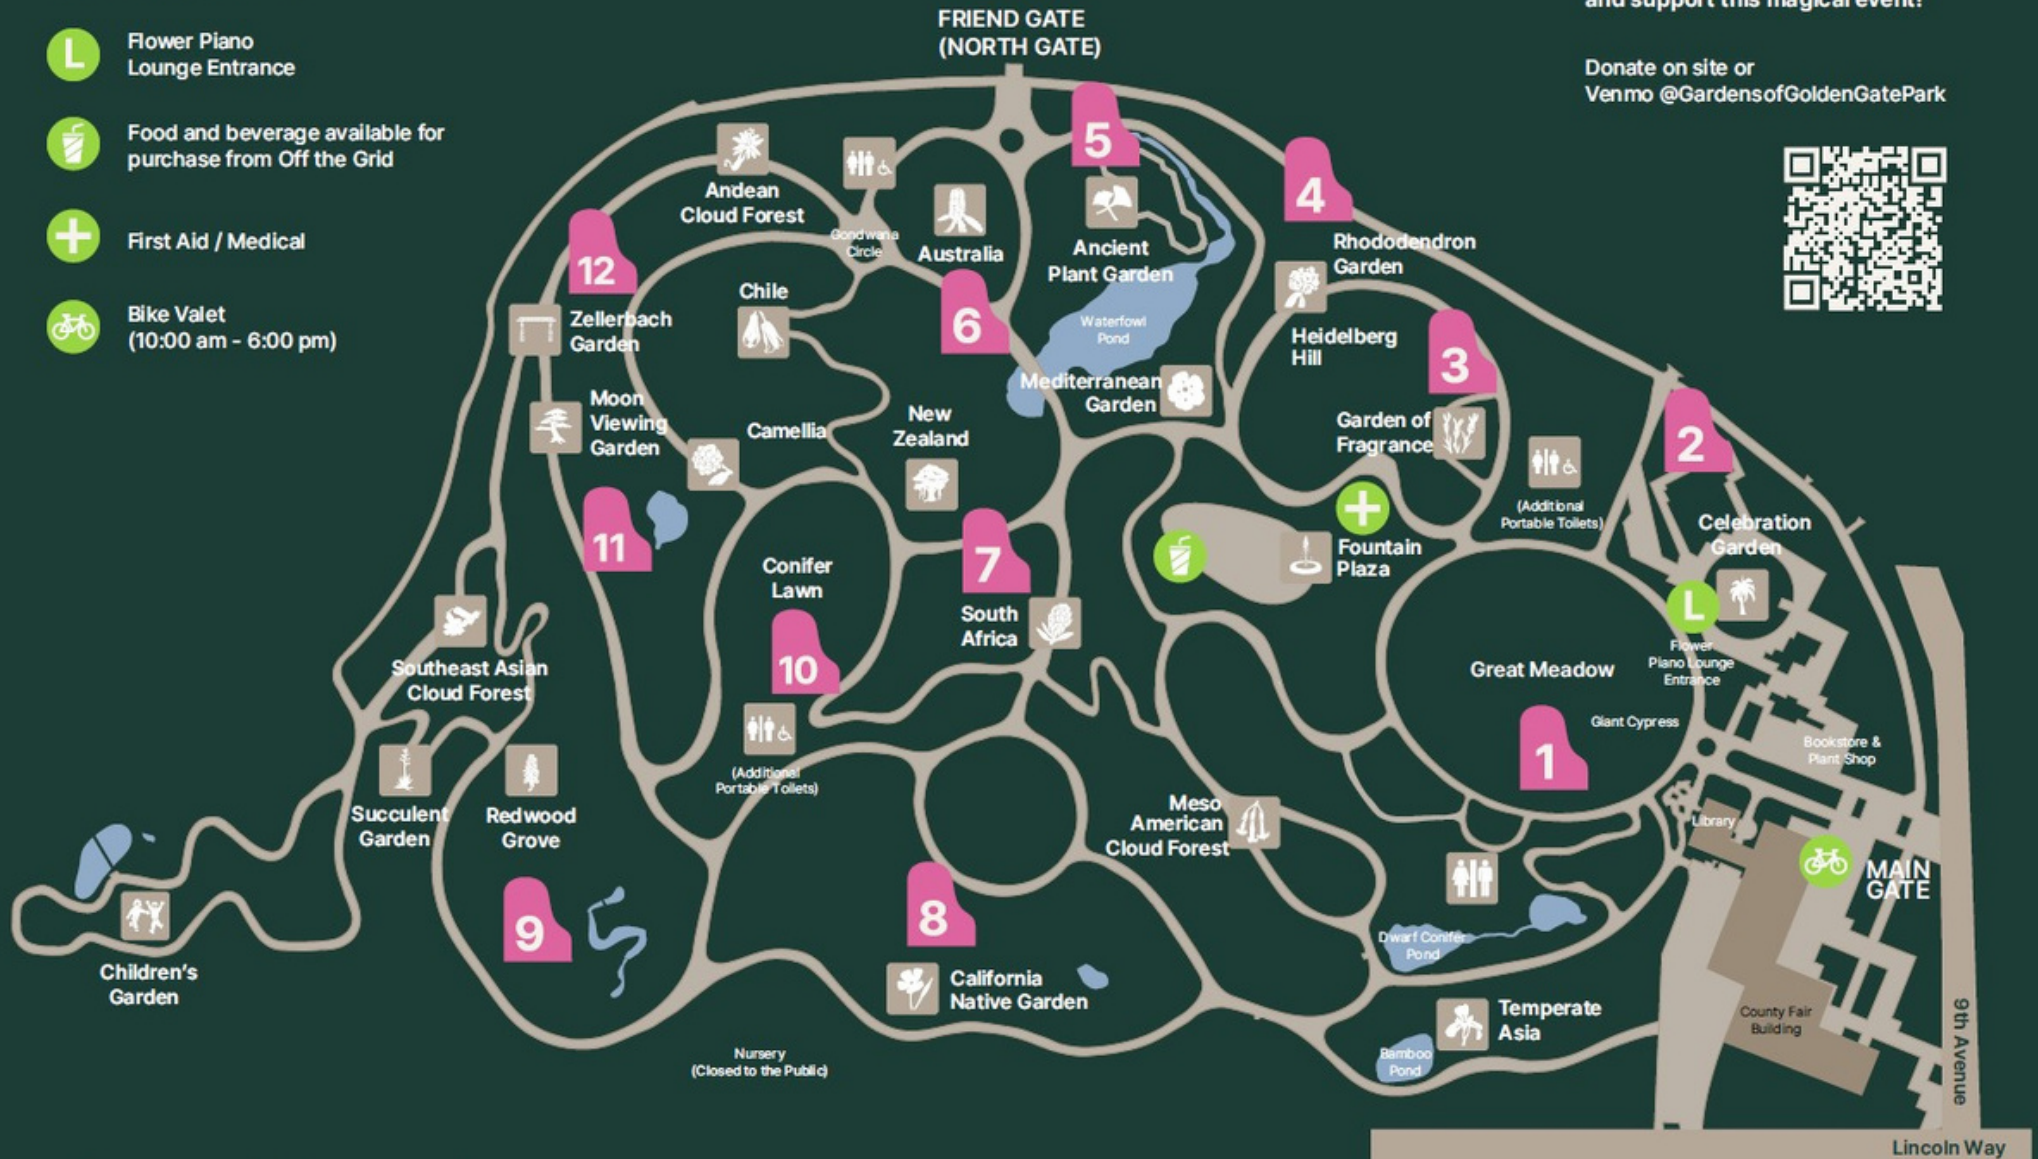 and support this magical event!
Donate on site or
Venmo @GardensofGoldenGatePark
L
Flower Piano
Lounge Entrance
Food and beverage available for
purchase from Off the Grid
First Aid / Medical
Bike Valet
(10:00 am - 6:00 pm)
FRIEND GATE
(NORTH GATE)
5
4
Andean
Cloud Forest
Gondwana
Circle
Australia
Ancient
Plant Garden
Rhododendron
Garden
12
Zellerbach
Garden
Chile
6
Waterfowl
Pond
Heidelberg
Hill
3
Mediterranean
Garden
Moon
Viewing
Garden
Camellia
New
Zealand
Garden of
Fragrance
2
(Additional
Portable Toilets)
Celebration
Garden
11
Conifer
Lawn
7
Fountain
Plaza
L
Flower
Piano Lounge
Entrance
South
Africa
10
Southeast Asian
Cloud Forest
Great Meadow
Giant Cypress
1
Bookstore &
Plant Shop
(Additional
Portable Toilets)
Succulent
Garden
Redwood
Grove
Meso
American
Cloud Forest
Library
MAIN
GATE
9
8
Dwarf Conifer
Pond
Children's
Garden
California
Native Garden
Temperate
Asia
County Fair
Building
9th Avenue
Nursery
(Closed to the Public)
Bamboo
Pond
Lincoln Way